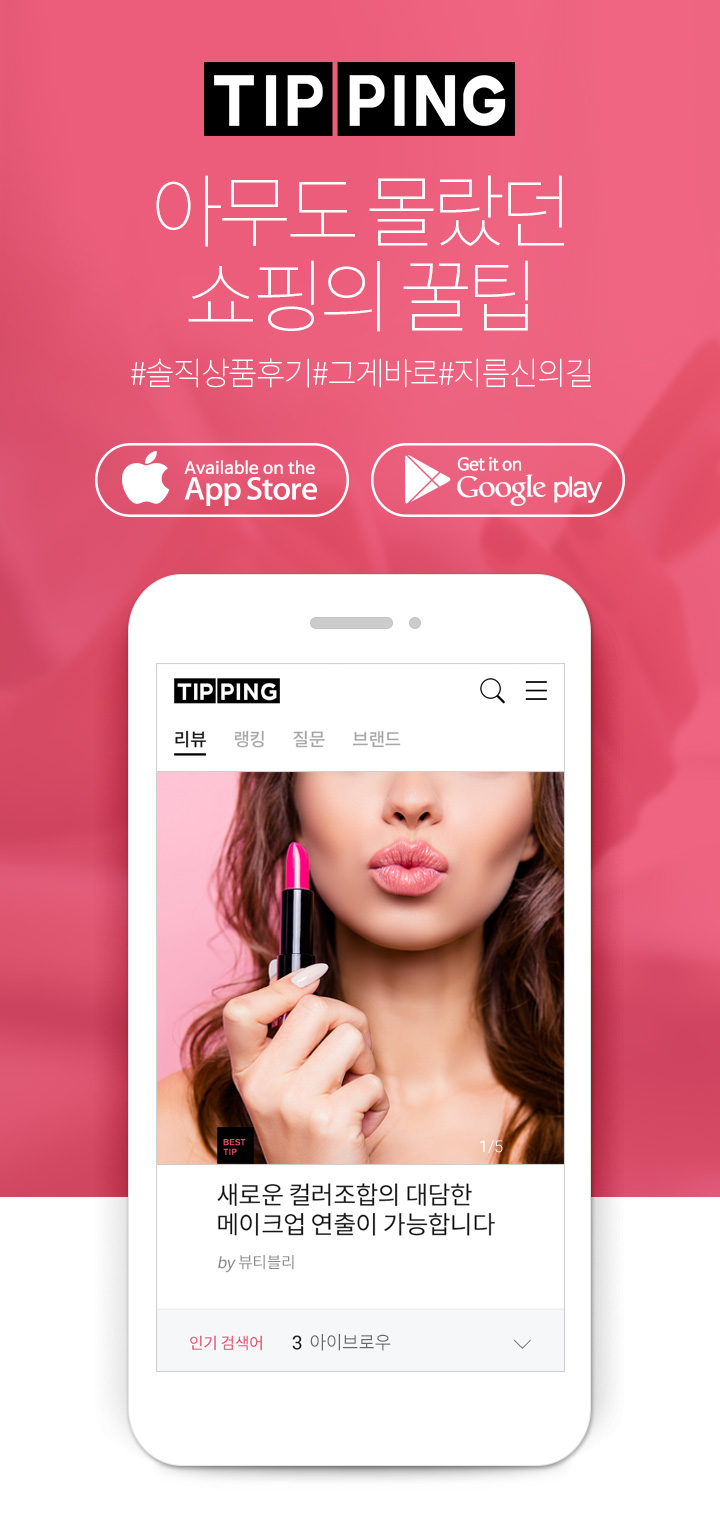 TIPPING
아무도 몰랐던
쇼핑의 꿀팁
#솔직상품후기#그게바로#지름신의길
Available on the
App Store
Get it on
Google play
TIPPING
리뷰 랭킹 질문 브랜드
BEST
TIP
1/5
새로운 컬러조합의 대담한
메이크업 연출이 가능합니다
by 뷰티블리
인기 검색어 3 아이브로우